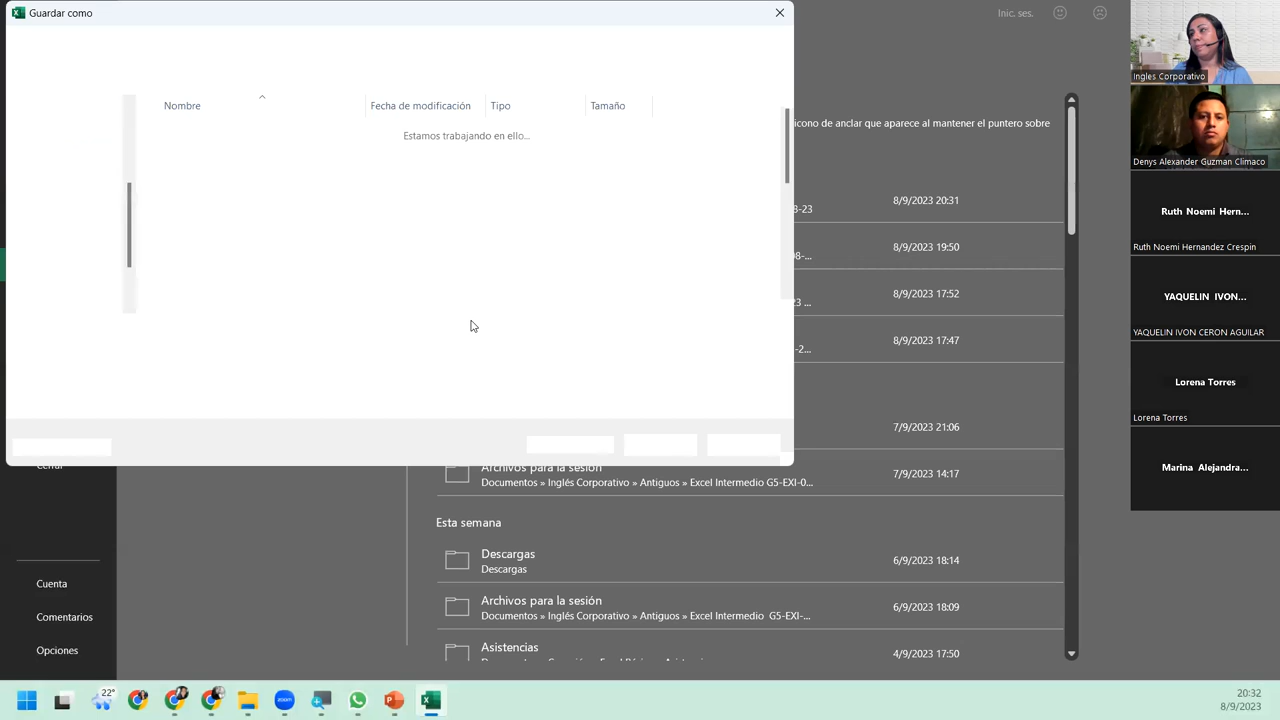 Guardar como
Inic. ses.
Nombre
Fecha de modificación
Tipo
Tamaño
Estamos trabajando en ello...
icono de anclar que aparece al mantener el puntero sobre
8/9/2023 20:31
3-23
8/9/2023 19:50
08-...
8/9/2023 17:52
23 ...
8/9/2023 17:47
-2...
7/9/2023 21:06
Archivos para la sesión
Documentos » Inglés Corporativo » Antiguos » Excel Intermedio G5-EXI-0...
7/9/2023 14:17
Esta semana
Descargas
Descargas
6/9/2023 18:14
Archivos para la sesión
Documentos » Inglés Corporativo » Antiguos » Excel Intermedio G5-EXI-...
6/9/2023 18:09
Asistencias
4/9/2023 17:50
Cerrar
Cuenta
Comentarios
Opciones
Ingles Corporativo
Denys Alexander Guzman Climaco
Ruth Noemi Hern...
Ruth Noemi Hernandez Crespin
YAQUELIN IVON...
YAQUELIN IVON CERON AGUILAR
Lorena Torres
Lorena Torres
Marina Alejandra...
22°
zoom
20:32
8/9/2023